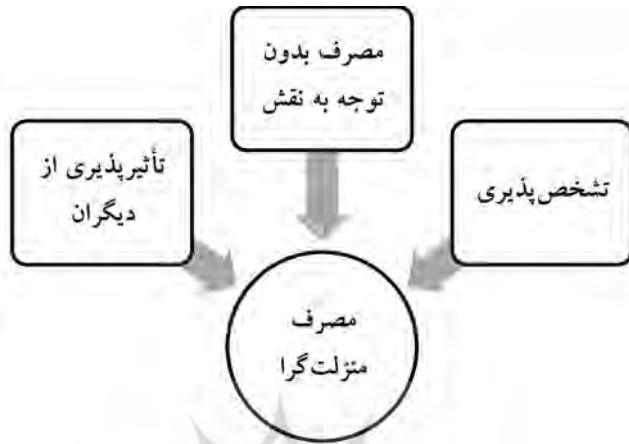 مصرف بدون
توجه به نقش
تشخص‌پذیری
تأثیرپذیری از
دیگران
مصرف
منزلت‌گرا